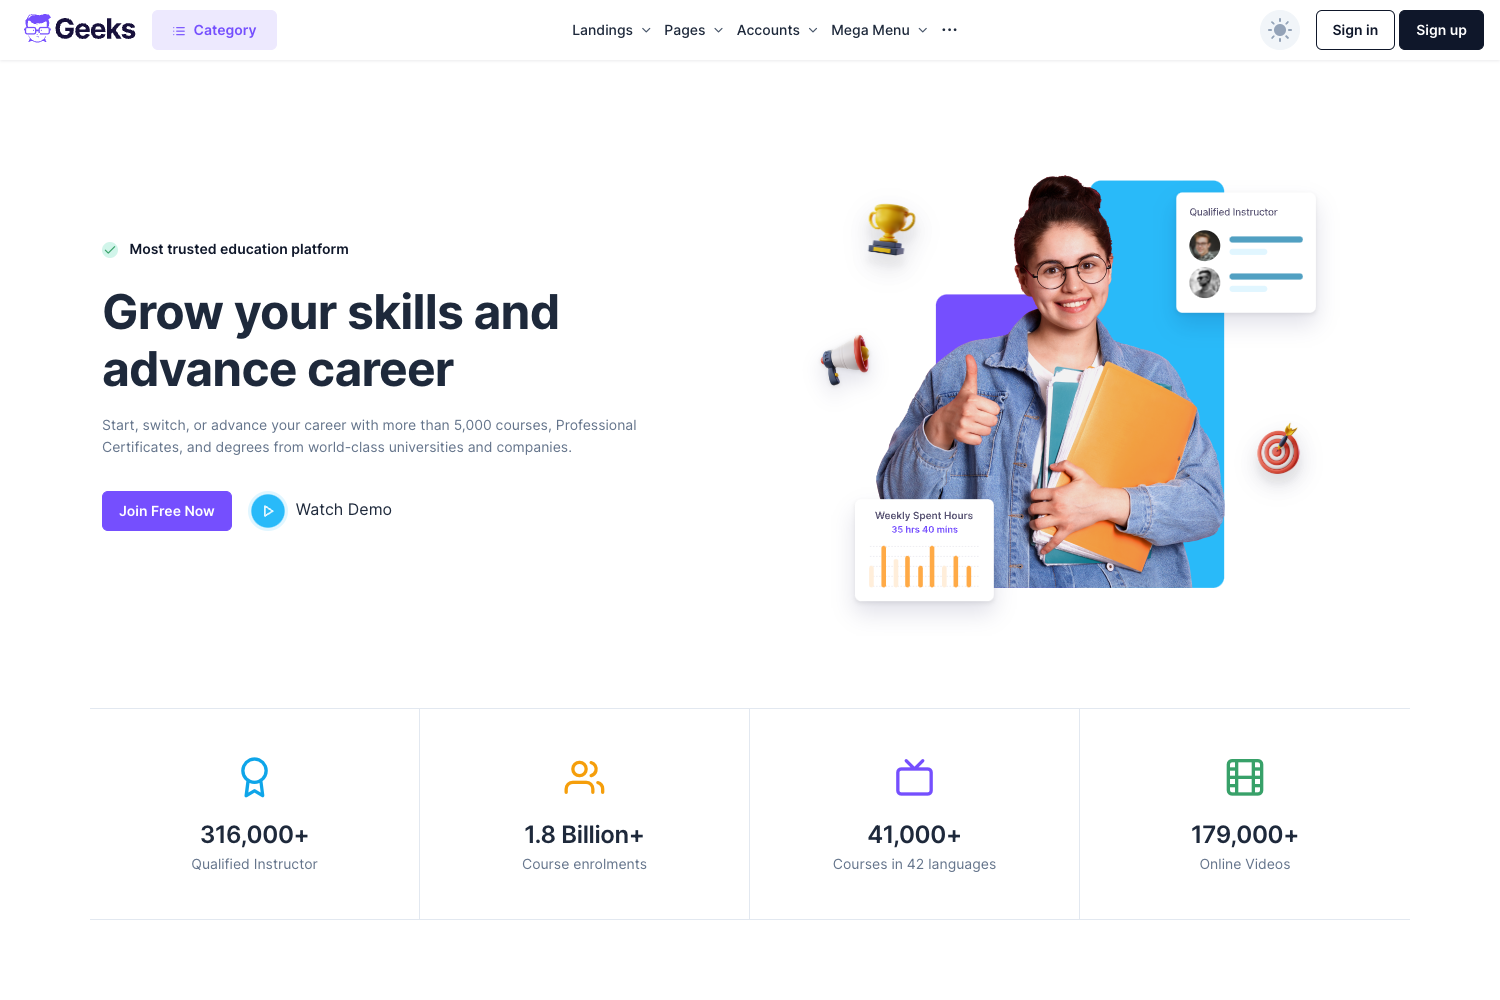 Geeks
Category
Landings
Pages
Accounts
Mega Menu
Sign in
Sign up
Most trusted education platform
Grow your skills and
advance career
Start, switch, or advance your career with more than 5,000 courses, Professional
Certificates, and degrees from world-class universities and companies.
Join Free Now
Watch Demo
Qualified Instructor
Weekly Spent Hours
35 hrs 40 mins
316,000+
Qualified Instructor
1.8 Billion+
Course enrolments
41,000+
Courses in 42 languages
179,000+
Online Videos